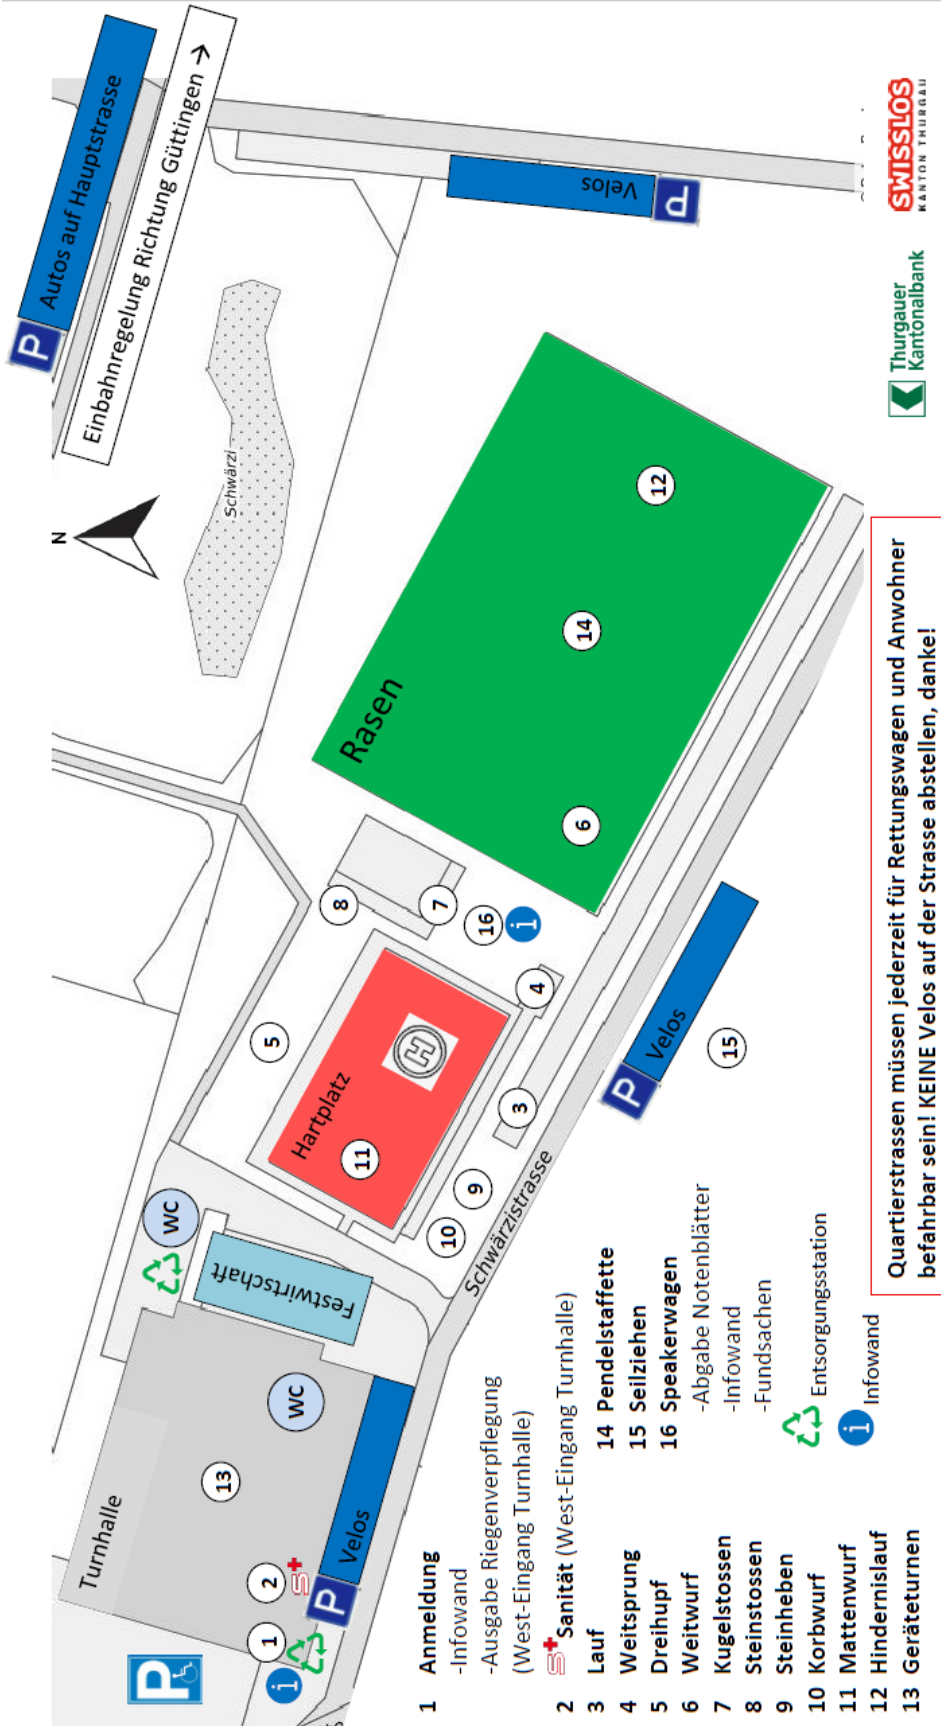 P Autos auf Hauptstrasse
Einbahnregelung Richtung Güttingen →
N
Schwärzi
Velos
P
Rasen
12
14
6
8
7
16
i
4
5
Hartplatz
H
11
3
9
10
P Velos
15
Schwärzistrasse
WC
Festwirtschaft
Turnhalle
WC
13
2
S+
1
i
P
P Velos
1 Anmeldung
-Infowand
-Ausgabe Riegenverpflegung
(West-Eingang Turnhalle)
2 S+ Sanität (West-Eingang Turnhalle)
3 Lauf
4 Weitsprung
5 Dreihupf
6 Weitwurf
7 Kugelstossen
8 Steinstossen
9 Steinheben
10 Korbwurf
11 Mattenwurf
12 Hindernislauf
13 Geräteturnen
14 Pendelstaffette
15 Seilziehen
16 Speakerwagen
-Abgabe Notenblätter
-Infowand
-Fundsachen
Entsorgungsstation
i Infowand
Quartierstrassen müssen jederzeit für Rettungswagen und Anwohner
befahrbar sein! KEINE Velos auf der Strasse abstellen, danke!
Thurgauer
Kantonalbank
SWISSLOS
KANTON THURGAU